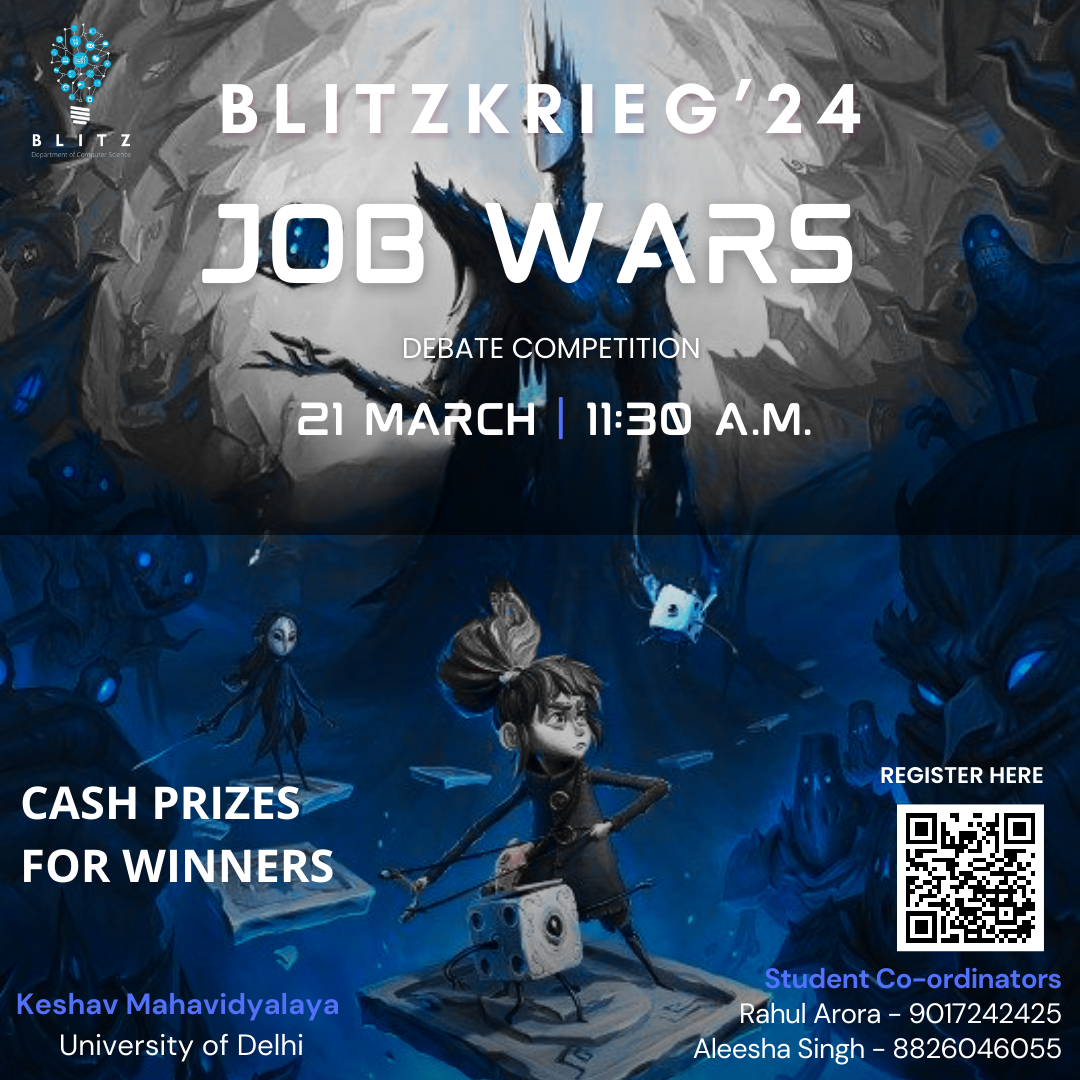 BLITZ
Department of Computer Science
BLITZKRIEG'24
JOB WARS
DEBATE COMPETITION
21 MARCH | 11:30 A.M.
CASH PRIZES
FOR WINNERS
REGISTER HERE
Keshav Mahavidyalaya
University of Delhi
Student Co-ordinators
Rahul Arora - 9017242425
Aleesha Singh - 8826046055